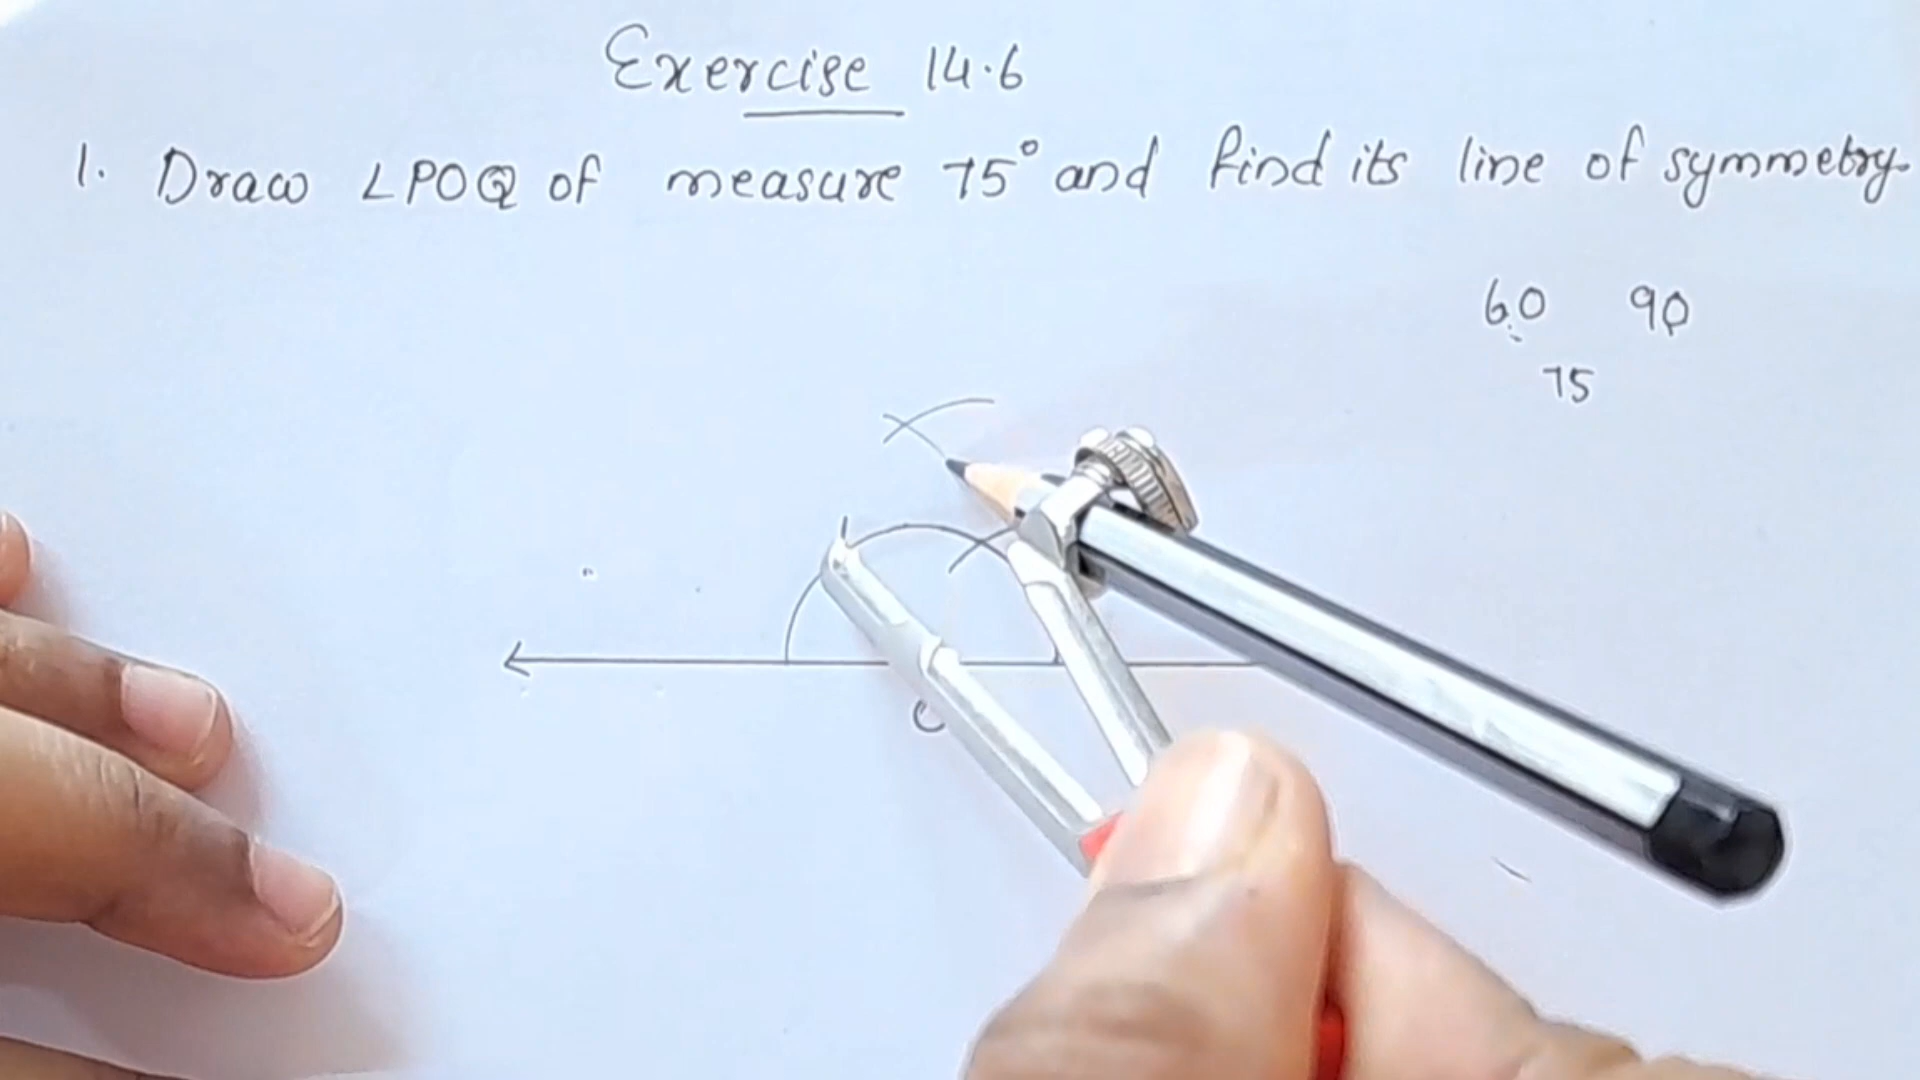 Exercise 14.6
1. Draw ∠POQ of measure 75° and find its line of symmetry.
60 90
75